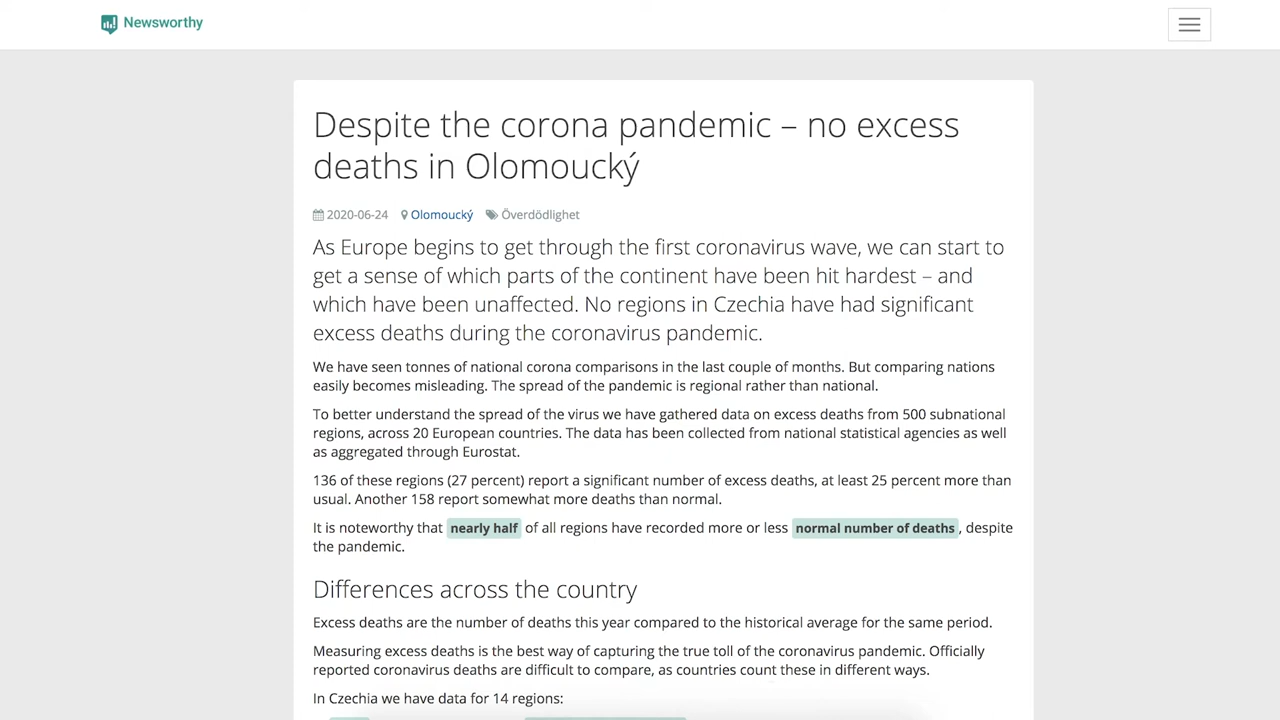 Newsworthy
Despite the corona pandemic – no excess
deaths in Olomoucký
2020-06-24 Olomoucký Överdödlighet
As Europe begins to get through the first coronavirus wave, we can start to
get a sense of which parts of the continent have been hit hardest – and
which have been unaffected. No regions in Czechia have had significant
excess deaths during the coronavirus pandemic.
We have seen tonnes of national corona comparisons in the last couple of months. But comparing nations
easily becomes misleading. The spread of the pandemic is regional rather than national.
To better understand the spread of the virus we have gathered data on excess deaths from 500 subnational
regions, across 20 European countries. The data has been collected from national statistical agencies as well
as aggregated through Eurostat.
136 of these regions (27 percent) report a significant number of excess deaths, at least 25 percent more than
usual. Another 158 report somewhat more deaths than normal.
It is noteworthy that nearly half of all regions have recorded more or less normal number of deaths, despite
the pandemic.
Differences across the country
Excess deaths are the number of deaths this year compared to the historical average for the same period.
Measuring excess deaths is the best way of capturing the true toll of the coronavirus pandemic. Officially
reported coronavirus deaths are difficult to compare, as countries count these in different ways.
In Czechia we have data for 14 regions: